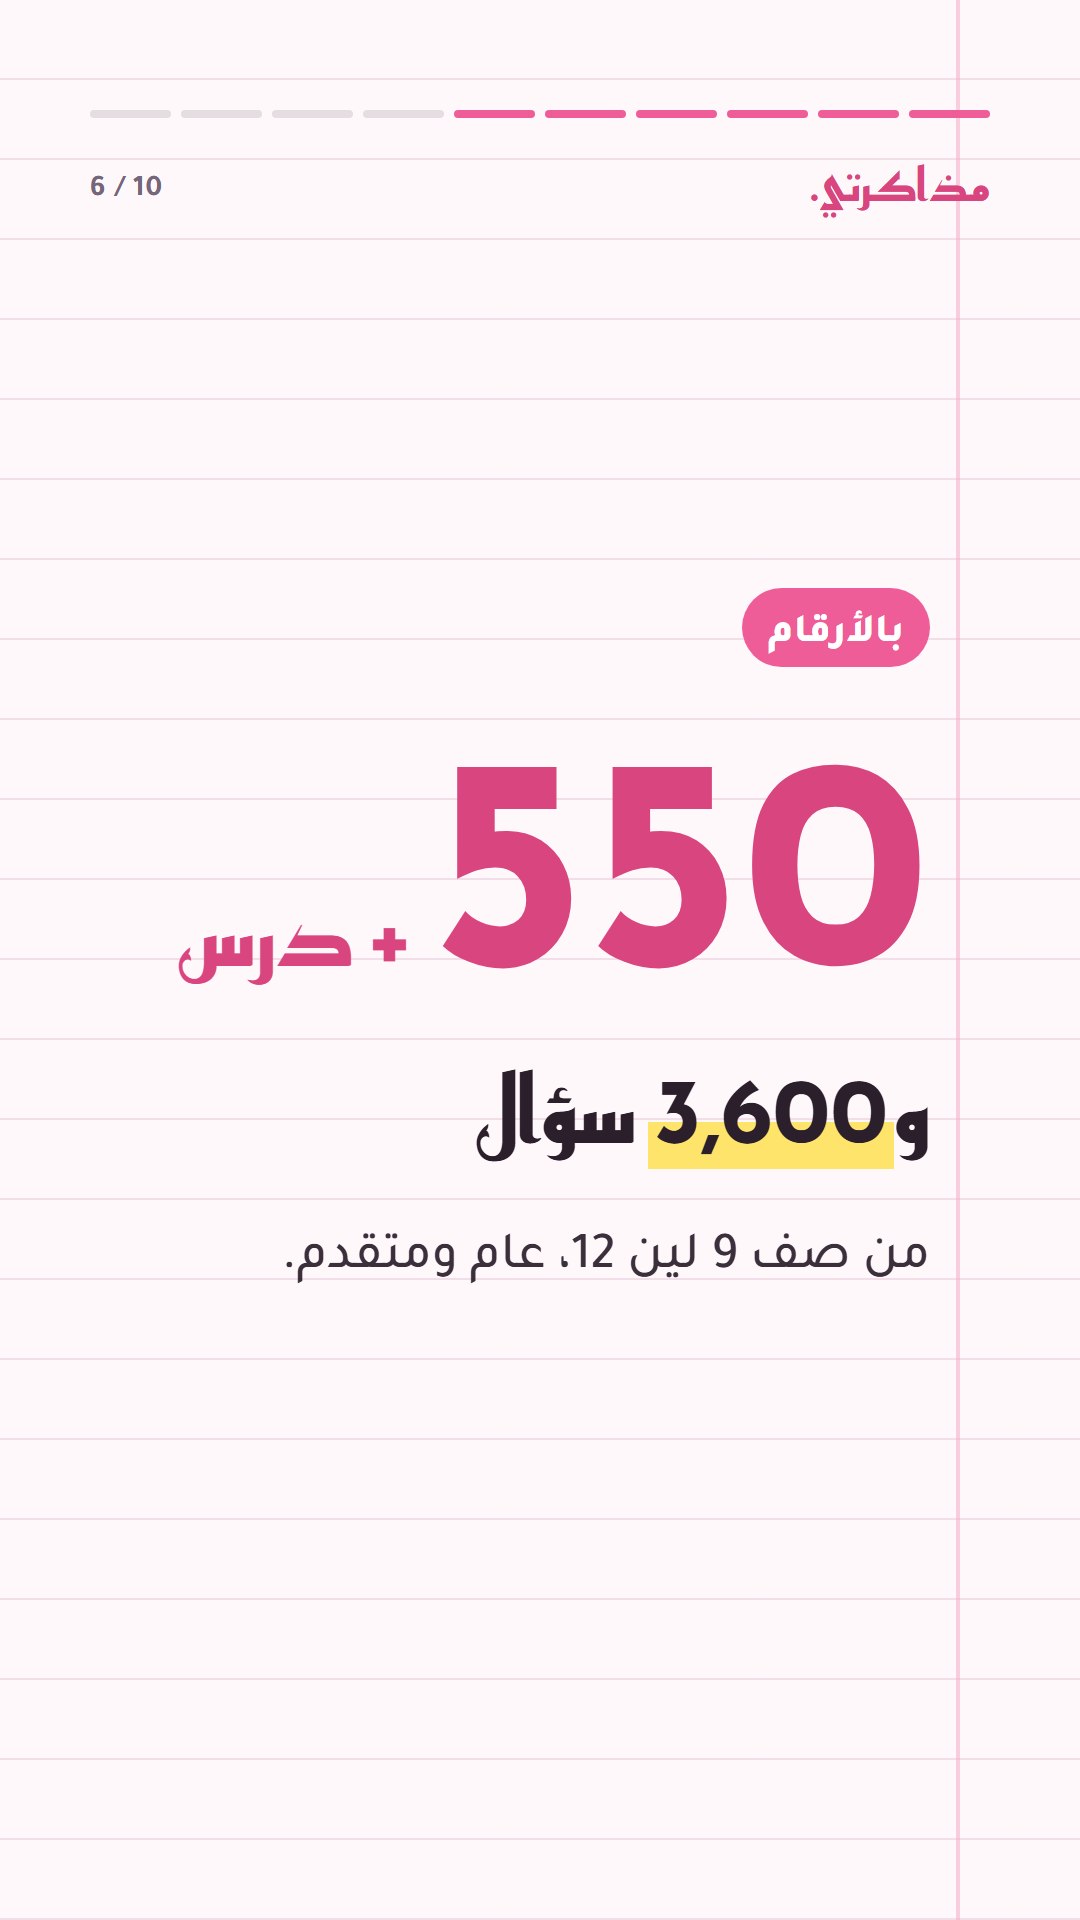 مذاكرتي.
6 / 10
بالأرقام
550 + درس
و3,600 سؤال
من صف 9 لين 12، عام ومتقدم.